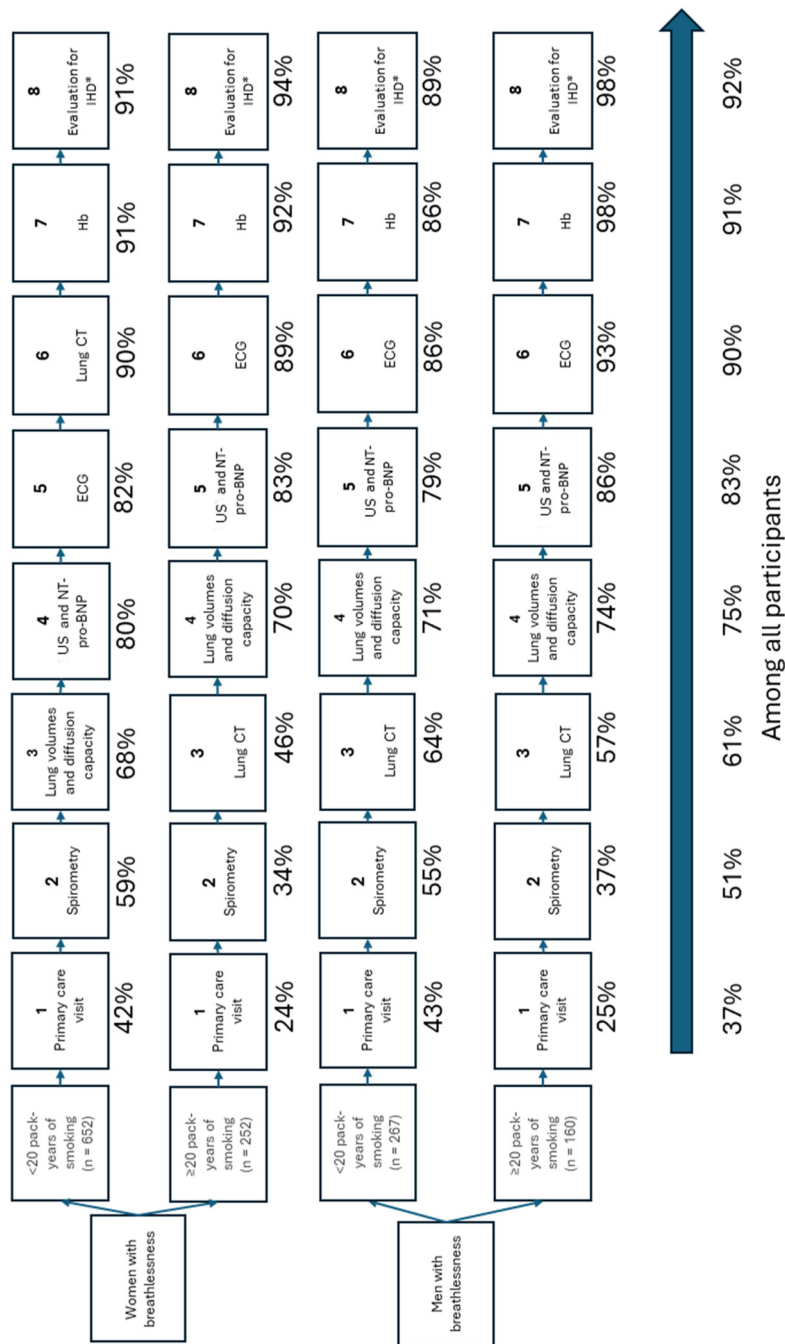 Women with
breathlessness
<20 pack-
years of
smoking
(n = 652)
1
Primary care
visit
42%
2
Spirometry
59%
3
Lung volumes
and diffusion
capacity
68%
4
US and NT-
pro-BNP
80%
5
ECG
82%
6
Lung CT
90%
7
Hb
91%
8
Evaluation for
IHD*
91%
≥20 pack-
years of
smoking
(n = 252)
1
Primary care
visit
24%
2
Spirometry
34%
3
Lung CT
46%
4
Lung volumes
and diffusion
capacity
70%
5
US and NT-
pro-BNP
83%
6
ECG
89%
7
Hb
92%
8
Evaluation for
IHD*
94%
Men with
breathlessness
<20 pack-
years of
smoking
(n = 267)
1
Primary care
visit
43%
2
Spirometry
55%
3
Lung CT
64%
4
Lung volumes
and diffusion
capacity
71%
5
US and NT-
pro-BNP
79%
6
ECG
86%
7
Hb
86%
8
Evaluation for
IHD*
89%
≥20 pack-
years of
smoking
(n = 160)
1
Primary care
visit
25%
2
Spirometry
37%
3
Lung CT
57%
4
Lung volumes
and diffusion
capacity
74%
5
US and NT-
pro-BNP
86%
6
ECG
93%
7
Hb
98%
8
Evaluation for
IHD*
98%
37%
51%
61%
75%
83%
90%
91%
92%
Among all participants